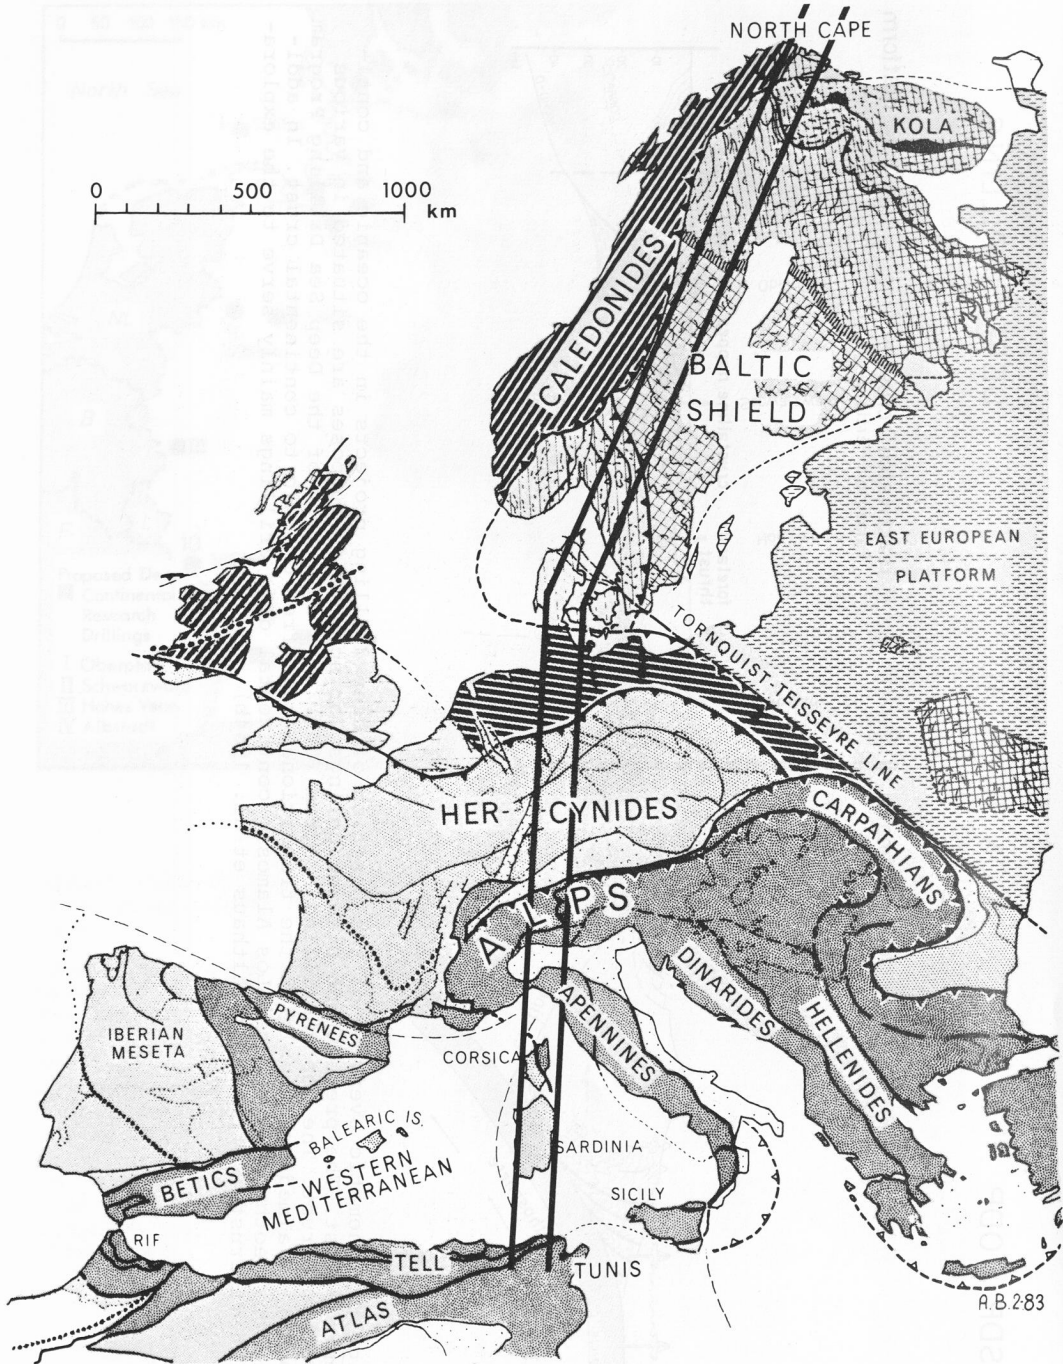 NORTH CAPE
KOLA
0 500 1000
km
CALEDONIDES
BALTIC
SHIELD
EAST EUROPEAN
PLATFORM
TORNQUIST TEISSEYRE LINE
HER-CYNIDES
CARPATHIANS
ALPS
DINARIDES
HELLENIDES
APENNINES
PYRENEES
IBERIAN
MESETA
CORSICA
BALEARIC IS.
WESTERN
MEDITERRANEAN
SARDINIA
BETICS
SICILY
RIF
TELL
TUNIS
ATLAS
A.B.2-83